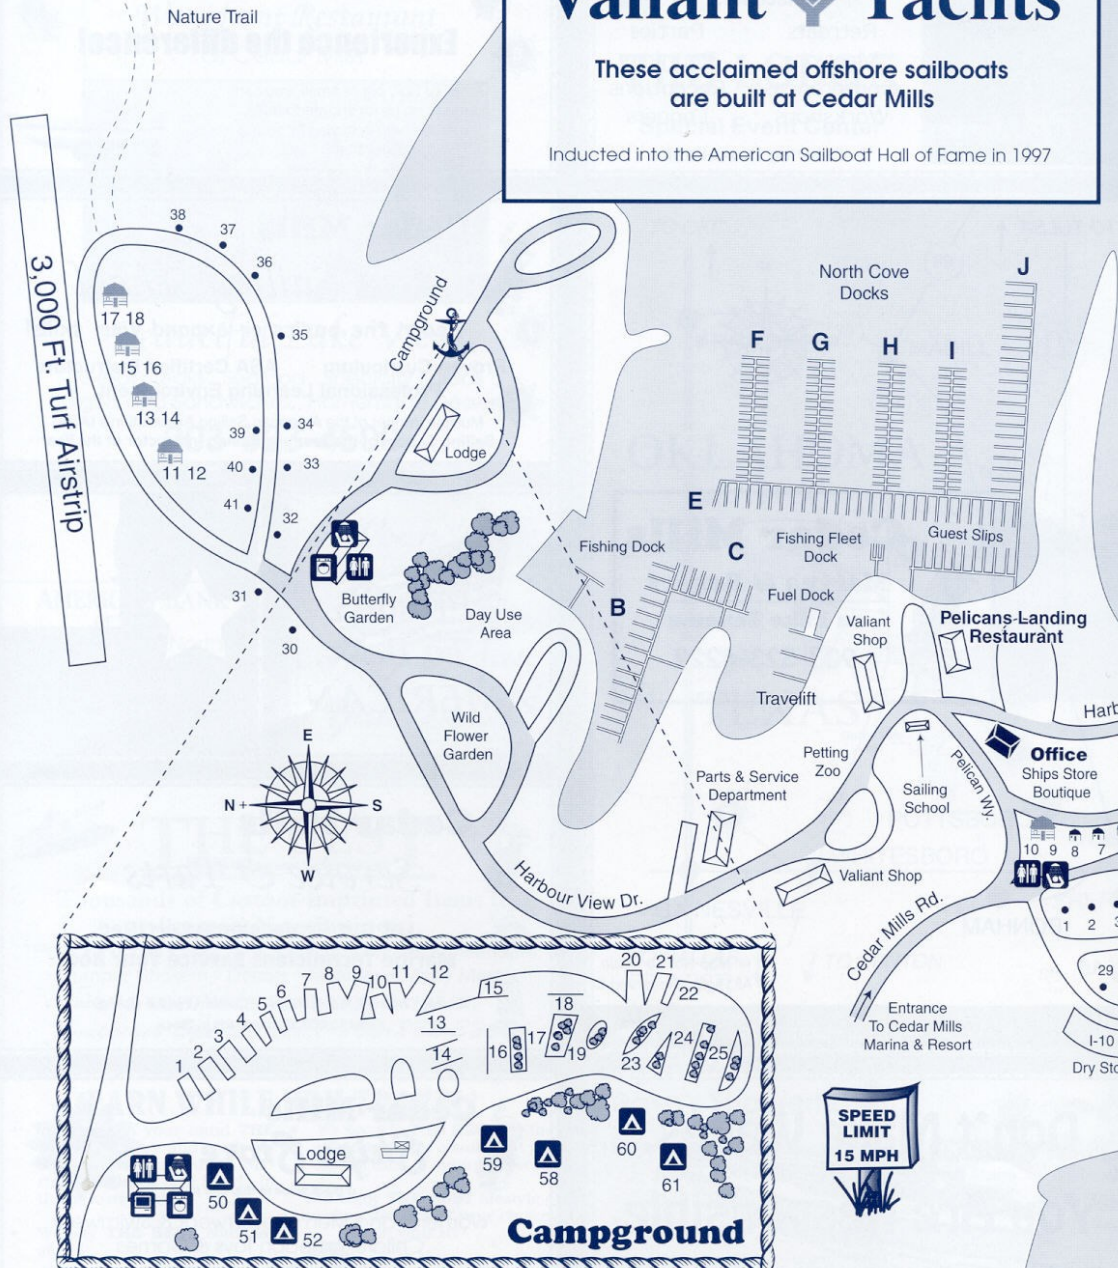 Nature Trail
Valiant Yachts
These acclaimed offshore sailboats
are built at Cedar Mills
Inducted into the American Sailboat Hall of Fame in 1997
3,000 Ft. Turf Airstrip
38
37
36
35
17 18
15 16
13 14
11 12
39
34
40
33
41
32
31
30
Campground
Lodge
North Cove
Docks
J
F
G
H
I
E
Guest Slips
Fishing Fleet
Dock
C
Fishing Dock
B
Fuel Dock
Butterfly
Garden
Day Use
Area
Valiant
Shop
Pelicans Landing
Restaurant
Travelift
Wild
Flower
Garden
E
N
S
W
Petting
Zoo
Parts & Service
Department
Sailing
School
Pelican Wy.
Harb
Office
Ships Store
Boutique
10 9 8 7
Valiant Shop
Harbour View Dr.
Cedar Mills Rd.
1 2
29
Entrance
To Cedar Mills
Marina & Resort
I-10
Dry Sto
SPEED
LIMIT
15 MPH
1
2
3
4
5
6
7
8
9
10
11
12
13
14
15
16
17
18
19
20
21
22
23
24
25
Lodge
50
51
52
59
58
60
61
Campground